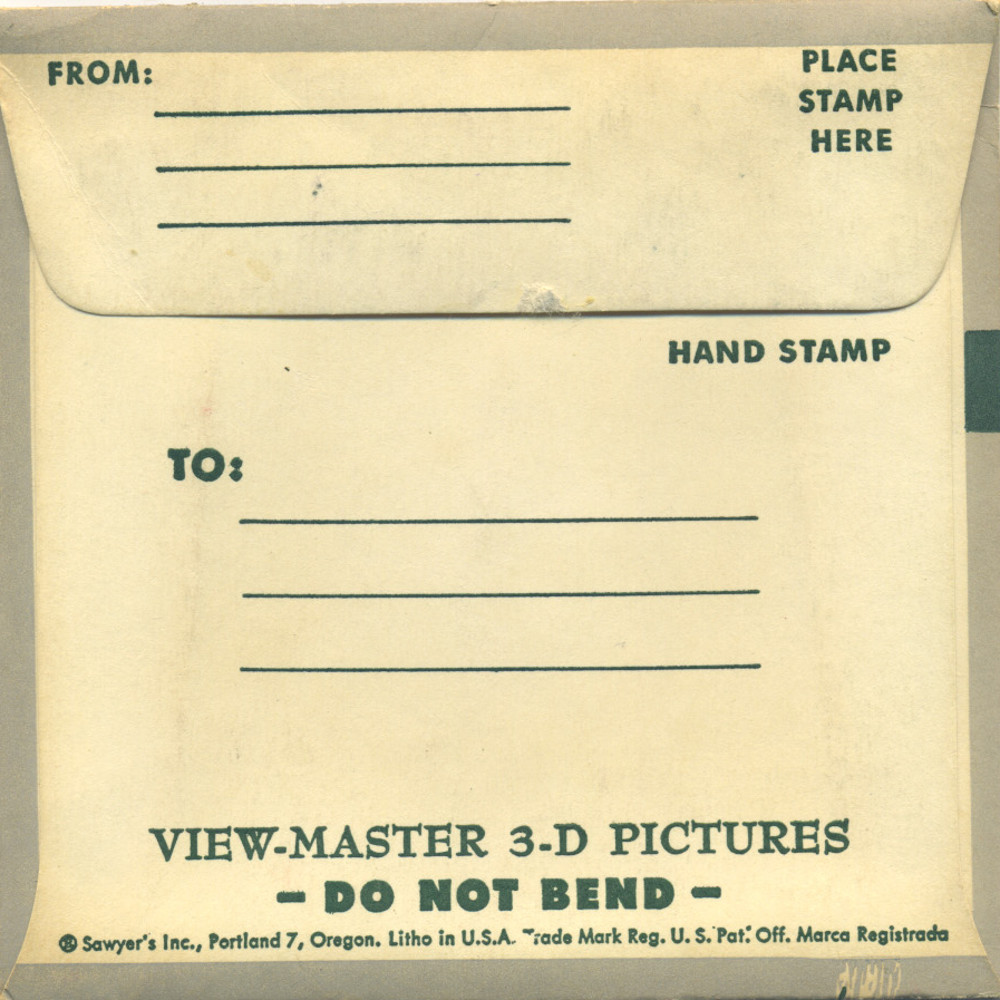 FROM:
PLACE
STAMP
HERE
HAND STAMP
TO:
VIEW-MASTER 3-D PICTURES
- DO NOT BEND -
® Sawyer's Inc., Portland 7, Oregon. Litho in U.S.A. Trade Mark Reg. U. S. Pat. Off. Marca Registrada